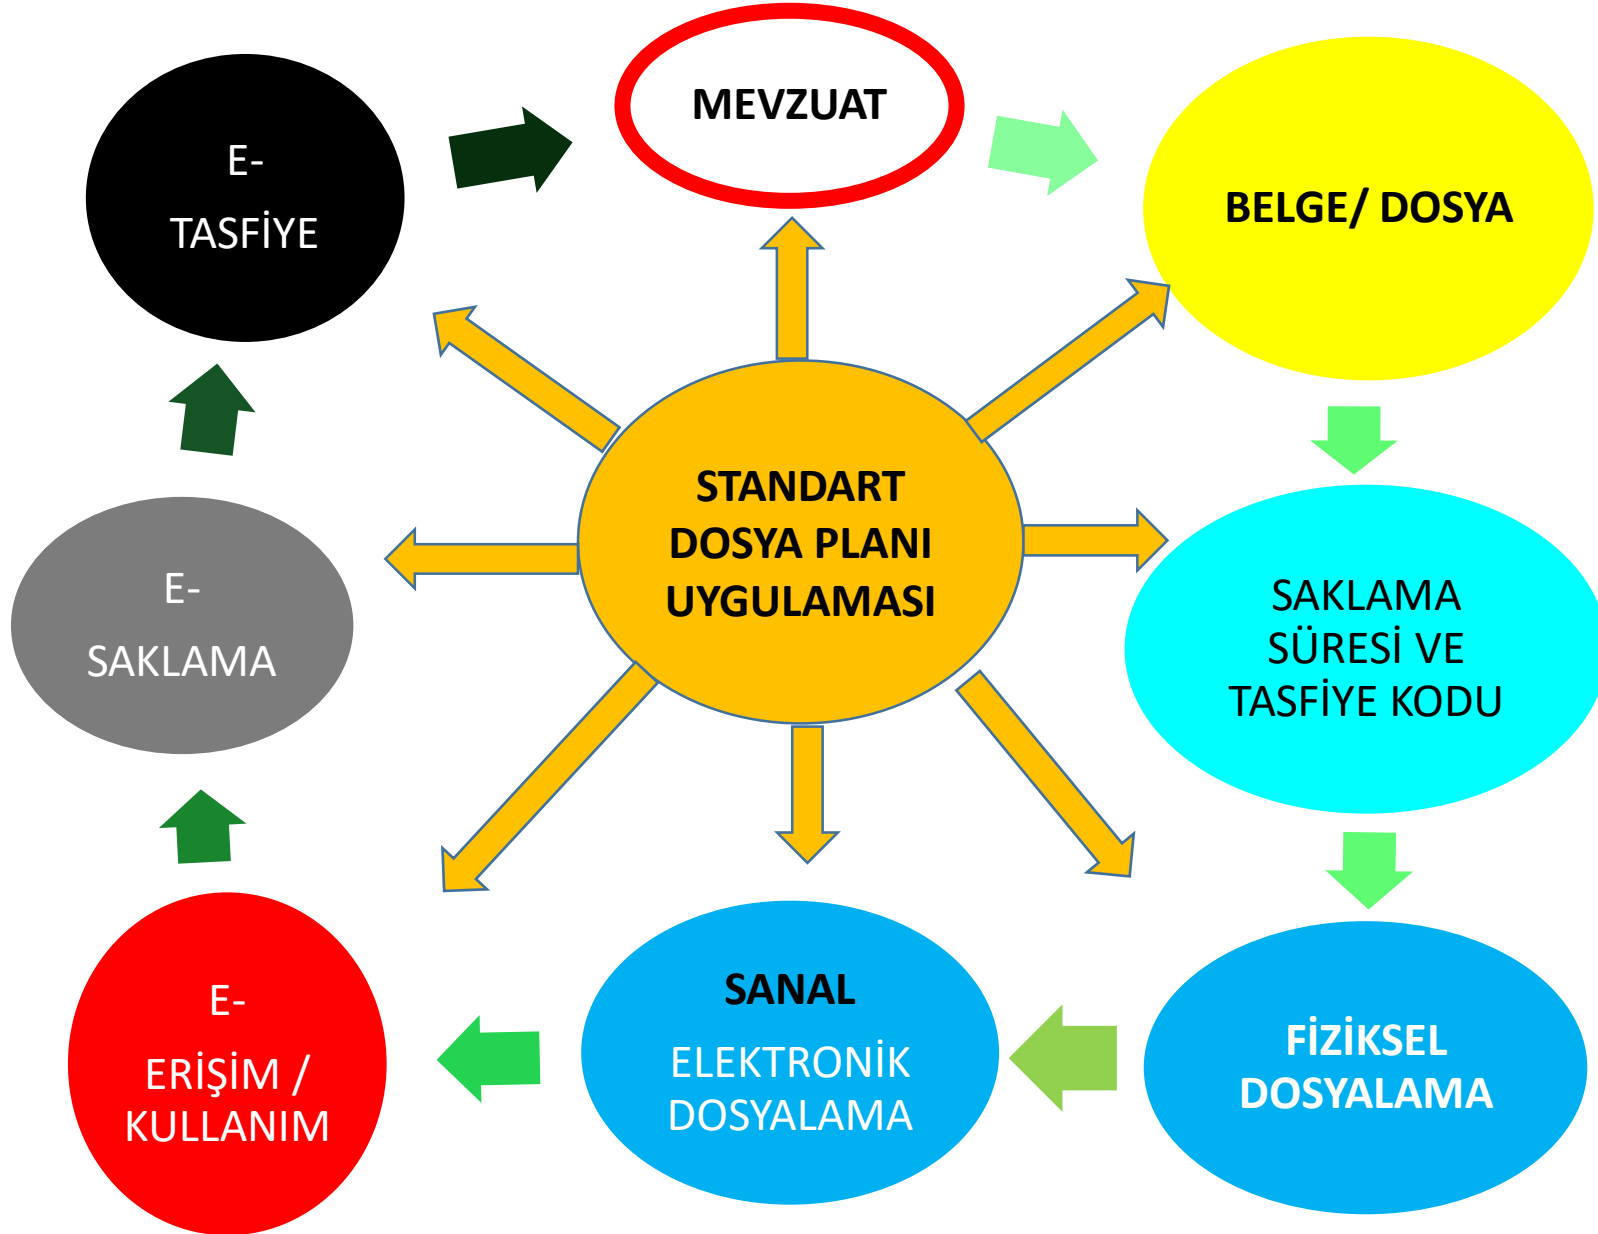 MEVZUAT
BELGE/ DOSYA
SAKLAMA
SÜRESİ VE
TASFİYE KODU
FİZİKSEL
DOSYALAMA
SANAL
ELEKTRONİK
DOSYALAMA
E-
ERİŞİM /
KULLANIM
E-
SAKLAMA
E-
TASFİYE
STANDART
DOSYA PLANI
UYGULAMASI